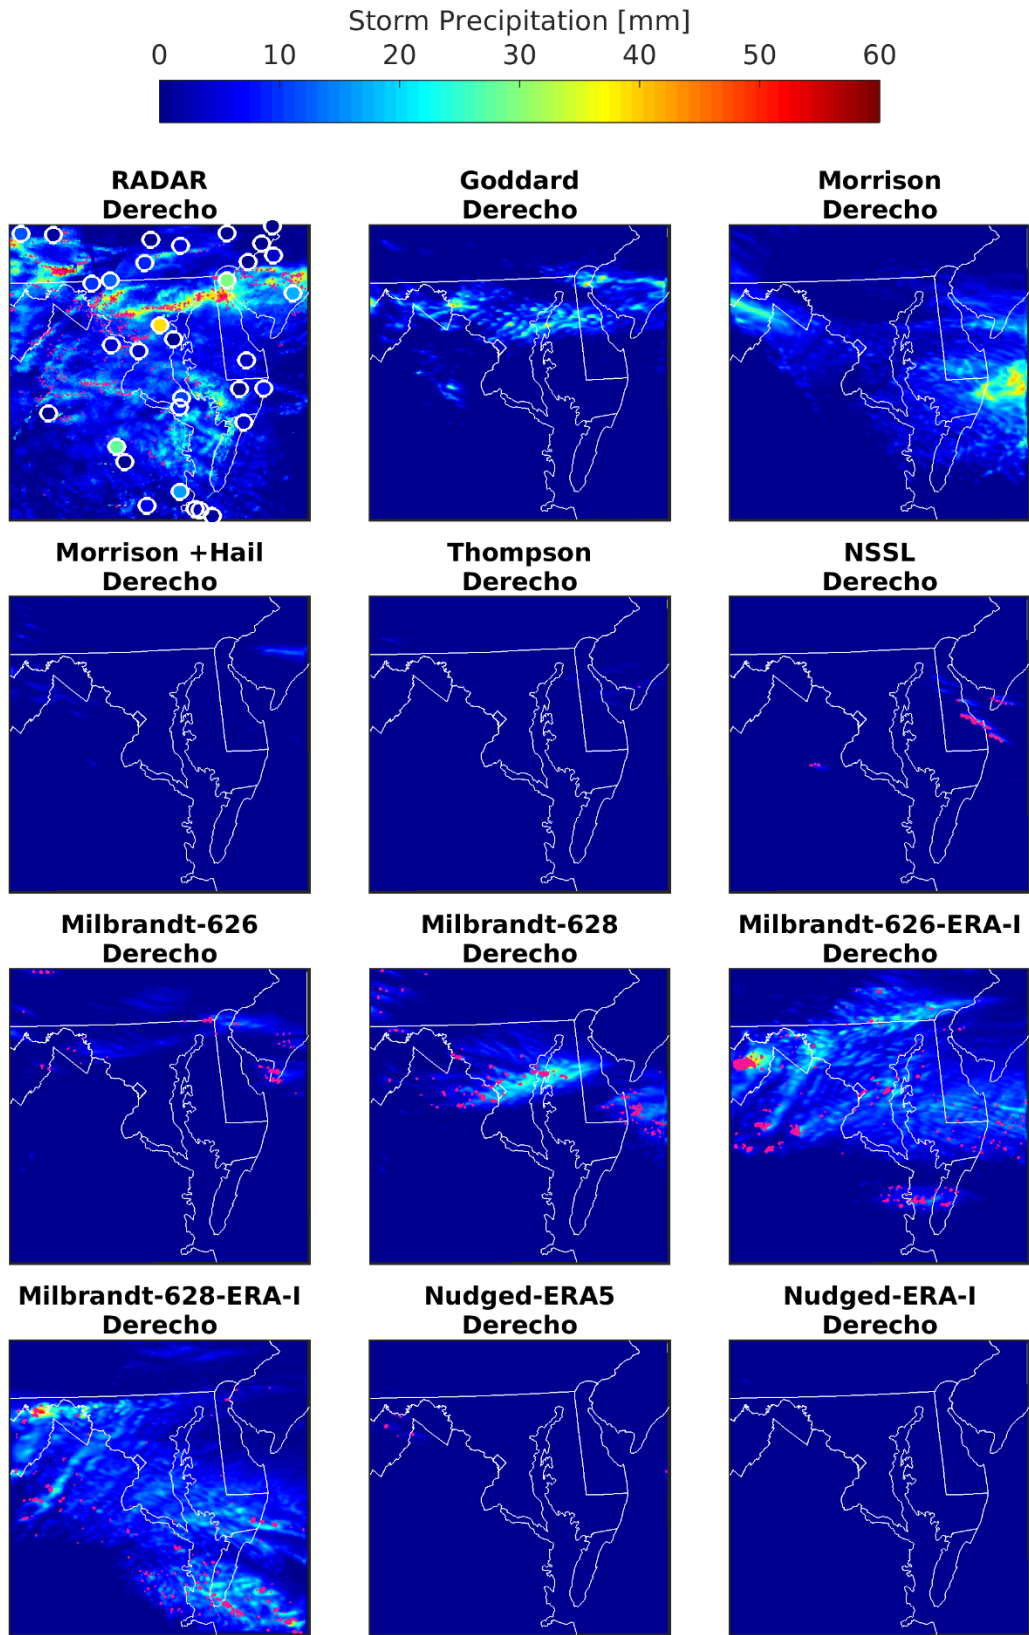 Storm Precipitation [mm]
0 10 20 30 40 50 60
RADAR
Derecho
Goddard
Derecho
Morrison
Derecho
Morrison +Hail
Derecho
Thompson
Derecho
NSSL
Derecho
Milbrandt-626
Derecho
Milbrandt-628
Derecho
Milbrandt-626-ERA-I
Derecho
Milbrandt-628-ERA-I
Derecho
Nudged-ERA5
Derecho
Nudged-ERA-I
Derecho